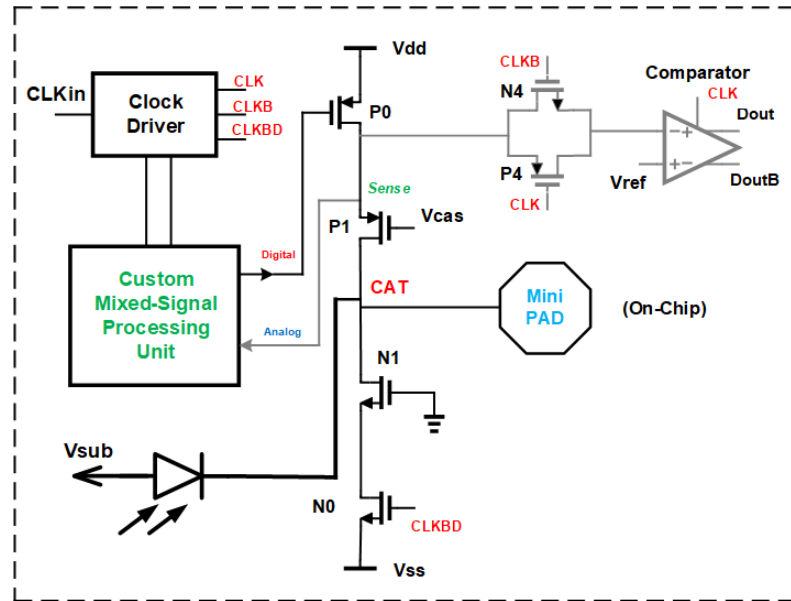 Vdd
CLKB
Comparator
CLK
CLKin
Clock
Driver
CLK
CLKB
CLKBD
P0
N4
Dout
Vref
DoutB
P4
CLK
Sense
P1
Vcas
Custom
Mixed-Signal
Processing
Unit
Digital
Analog
CAT
Mini
PAD
(On-Chip)
N1
Vsub
N0
CLKBD
Vss